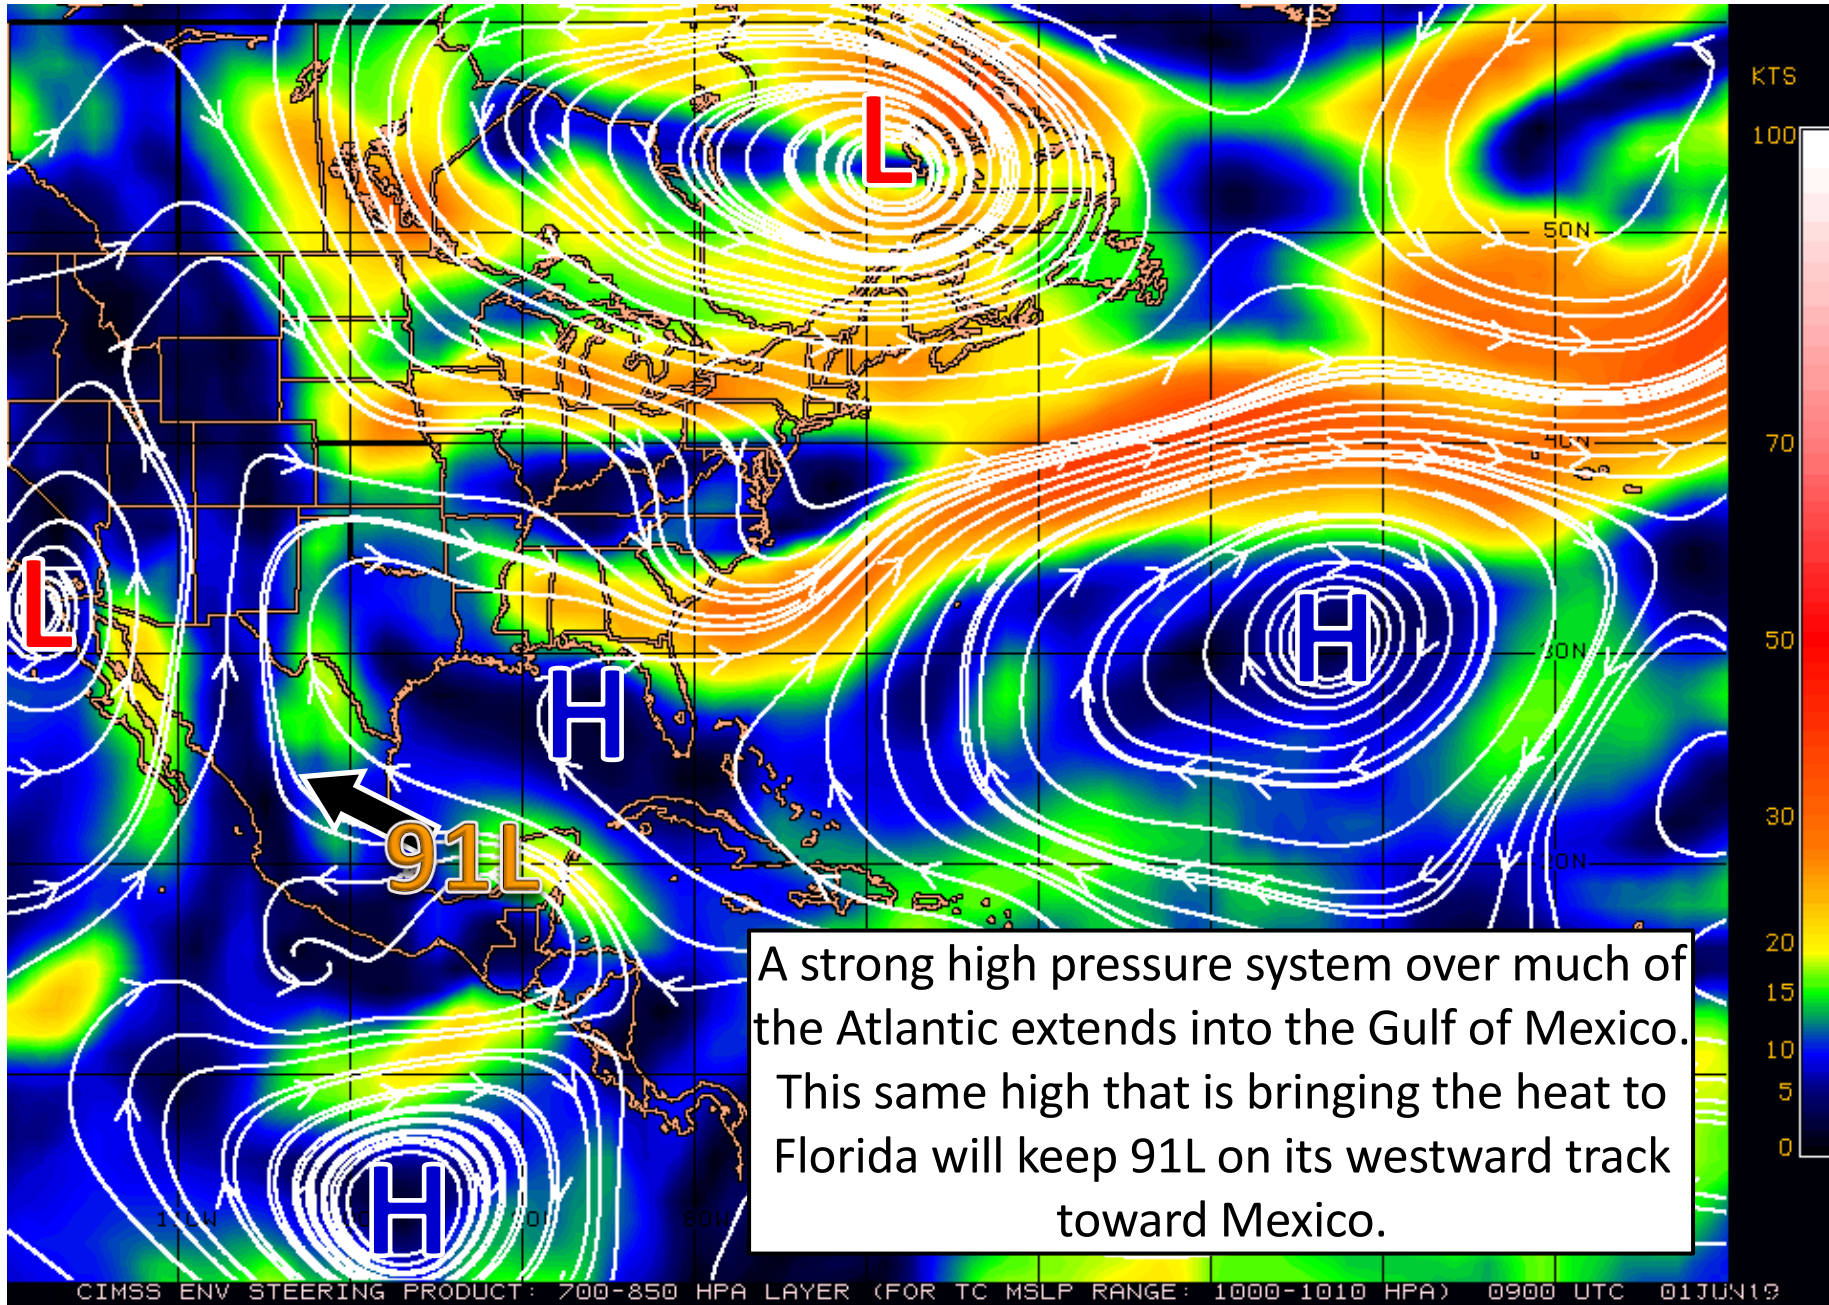 L
KTS
100
50N
70
40N
L
50
H
30N
H
30
91L
20N
20
A strong high pressure system over much of
the Atlantic extends into the Gulf of Mexico.
This same high that is bringing the heat to
Florida will keep 91L on its westward track
toward Mexico.
15
10
5
0
H
110W
80W
CIMSS ENV STEERING PRODUCT: 700-850 HPA LAYER (FOR TC MSLP RANGE: 1000-1010 HPA) 0900 UTC 01JUN19